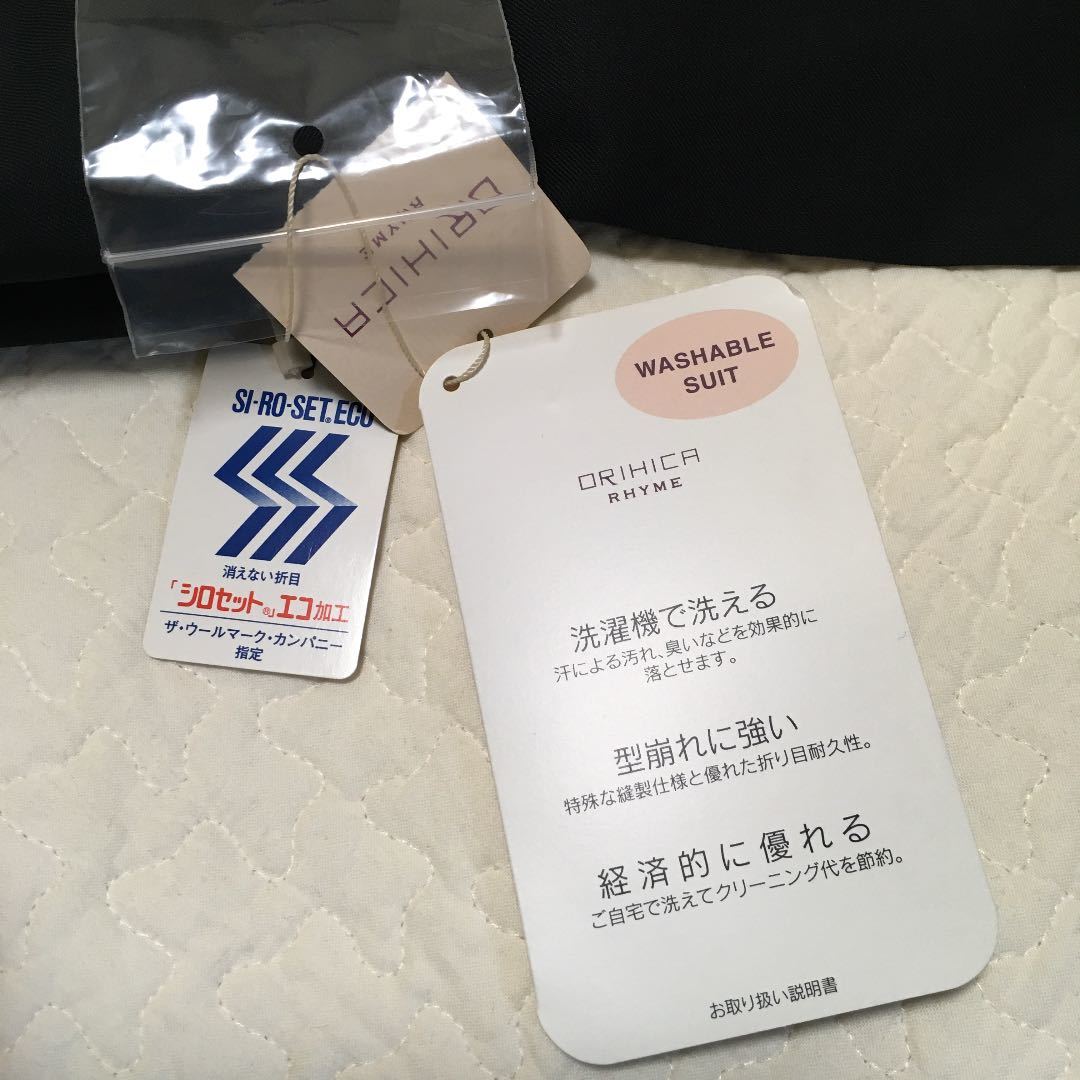 ORIHICA
RHYME
SI-RO-SET® ECO
消えない折目
「シロセット®」エコ加工
ザ・ウールマーク・カンパニー
指定
WASHABLE
SUIT
ORIHICA
RHYME
洗濯機で洗える
汗による汚れ、臭いなどを効果的に
落とせます。
型崩れに強い
特殊な縫製仕様と優れた折り目耐久性。
経済的に優れる
ご自宅で洗えてクリーニング代を節約。
お取り扱い説明書